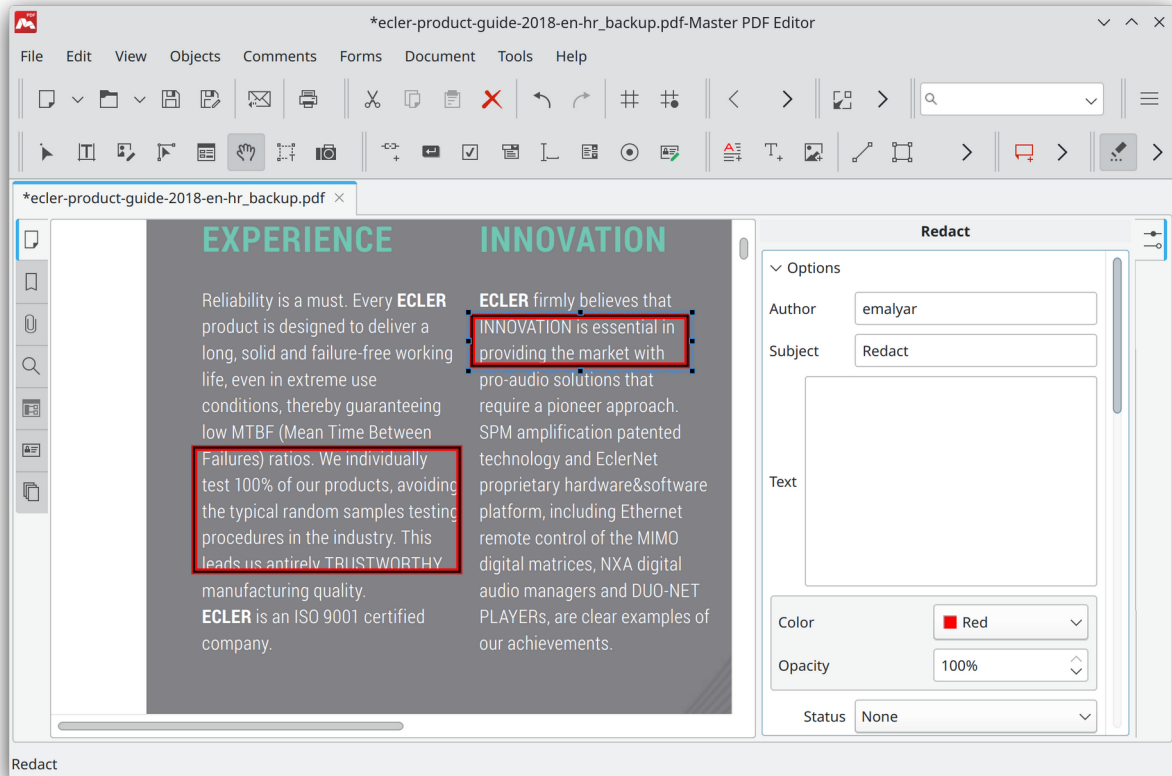 PDF
*ecler-product-guide-2018-en-hr_backup.pdf-Master PDF Editor
File Edit View Objects Comments Forms Document Tools Help
*ecler-product-guide-2018-en-hr_backup.pdf
EXPERIENCE
Reliability is a must. Every ECLER
product is designed to deliver a
long, solid and failure-free working
life, even in extreme use
conditions, thereby guaranteeing
low MTBF (Mean Time Between
Failures) ratios. We individually
test 100% of our products, avoiding
the typical random samples testing
procedures in the industry. This
leads us antirely TRUSTWORTHY
manufacturing quality.
ECLER is an ISO 9001 certified
company.
INNOVATION
ECLER firmly believes that
INNOVATION is essential in
providing the market with
pro-audio solutions that
require a pioneer approach.
SPM amplification patented
technology and EclerNet
proprietary hardware&software
platform, including Ethernet
remote control of the MIMO
digital matrices, NXA digital
audio managers and DUO-NET
PLAYERs, are clear examples of
our achievements.
Redact
Options
Author emalyar
Subject Redact
Text
Color Red
Opacity 100%
Status None
Redact